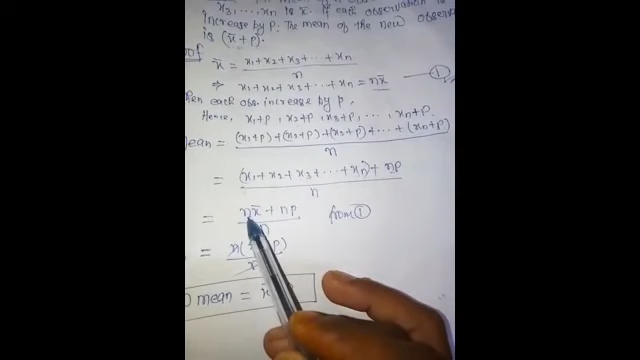 x₃, .... xₙ is x̄. If each observation is
increase by P. The mean of the new observ
is (x̄ + p).
x̄ = (x₁ + x₂ + x₃ + ... + xₙ) / n
⇒ x₁ + x₂ + x₃ + ... + xₙ = nx̄ —— ①
hen each obs. increase by p,
Hence, x₁+p, x₂+p, x₃+p, ..., xₙ+p.
mean = ((x₁+p) + (x₂+p) + (x₃+p) + ... + (xₙ+p)) / n
= ((x₁ + x₂ + x₃ + ... + xₙ) + np) / n
= (nx̄ + np) / n from ①
=
mean =